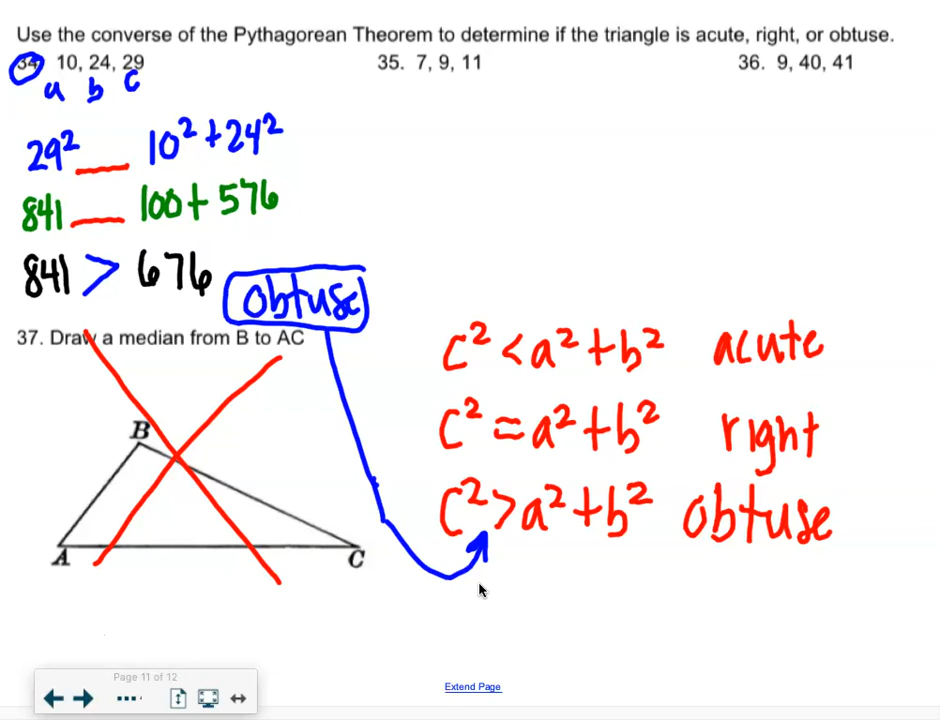 Use the converse of the Pythagorean Theorem to determine if the triangle is acute, right, or obtuse.
34. 10, 24, 29 35. 7, 9, 11 36. 9, 40, 41
a b c
29² __ 10² + 24²
841 __ 100 + 576
841 > 676
obtuse
37. Draw a median from B to AC
B
A
C
c² < a² + b² acute
c² = a² + b² right
c² > a² + b² obtuse
Page 11 of 12
Extend Page